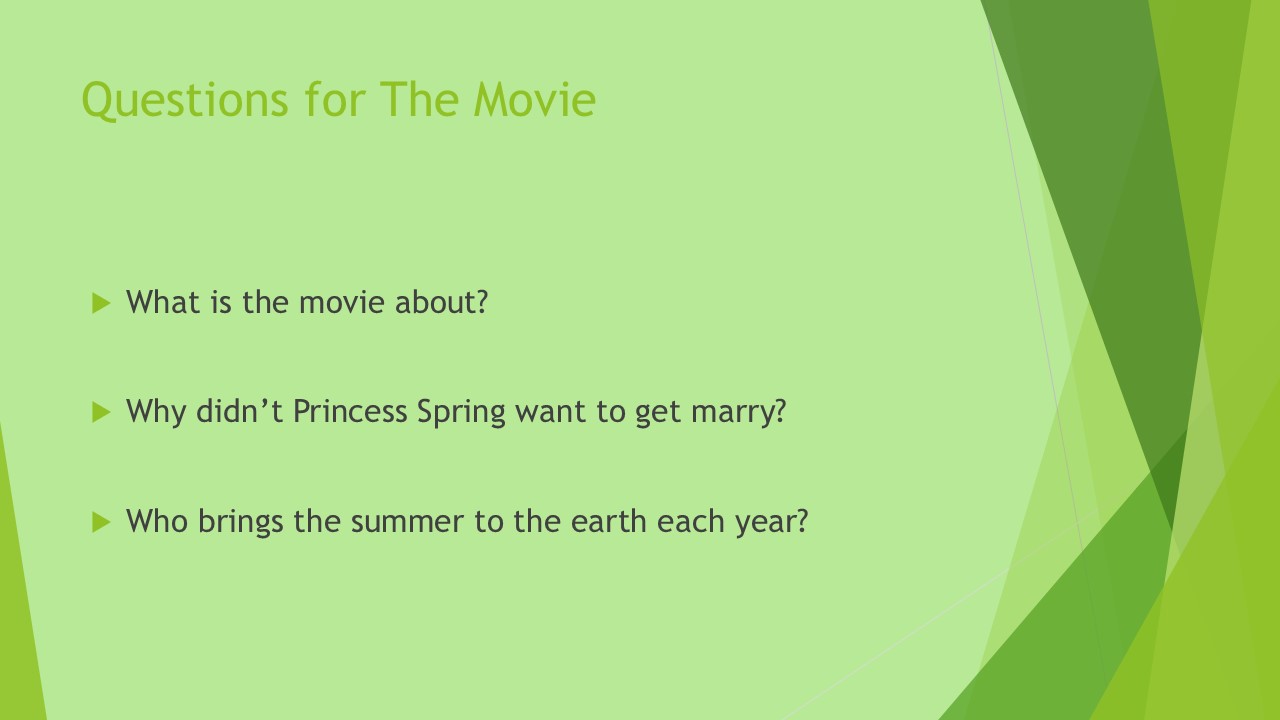 Questions for The Movie
What is the movie about?
Why didn’t Princess Spring want to get marry?
Who brings the summer to the earth each year?